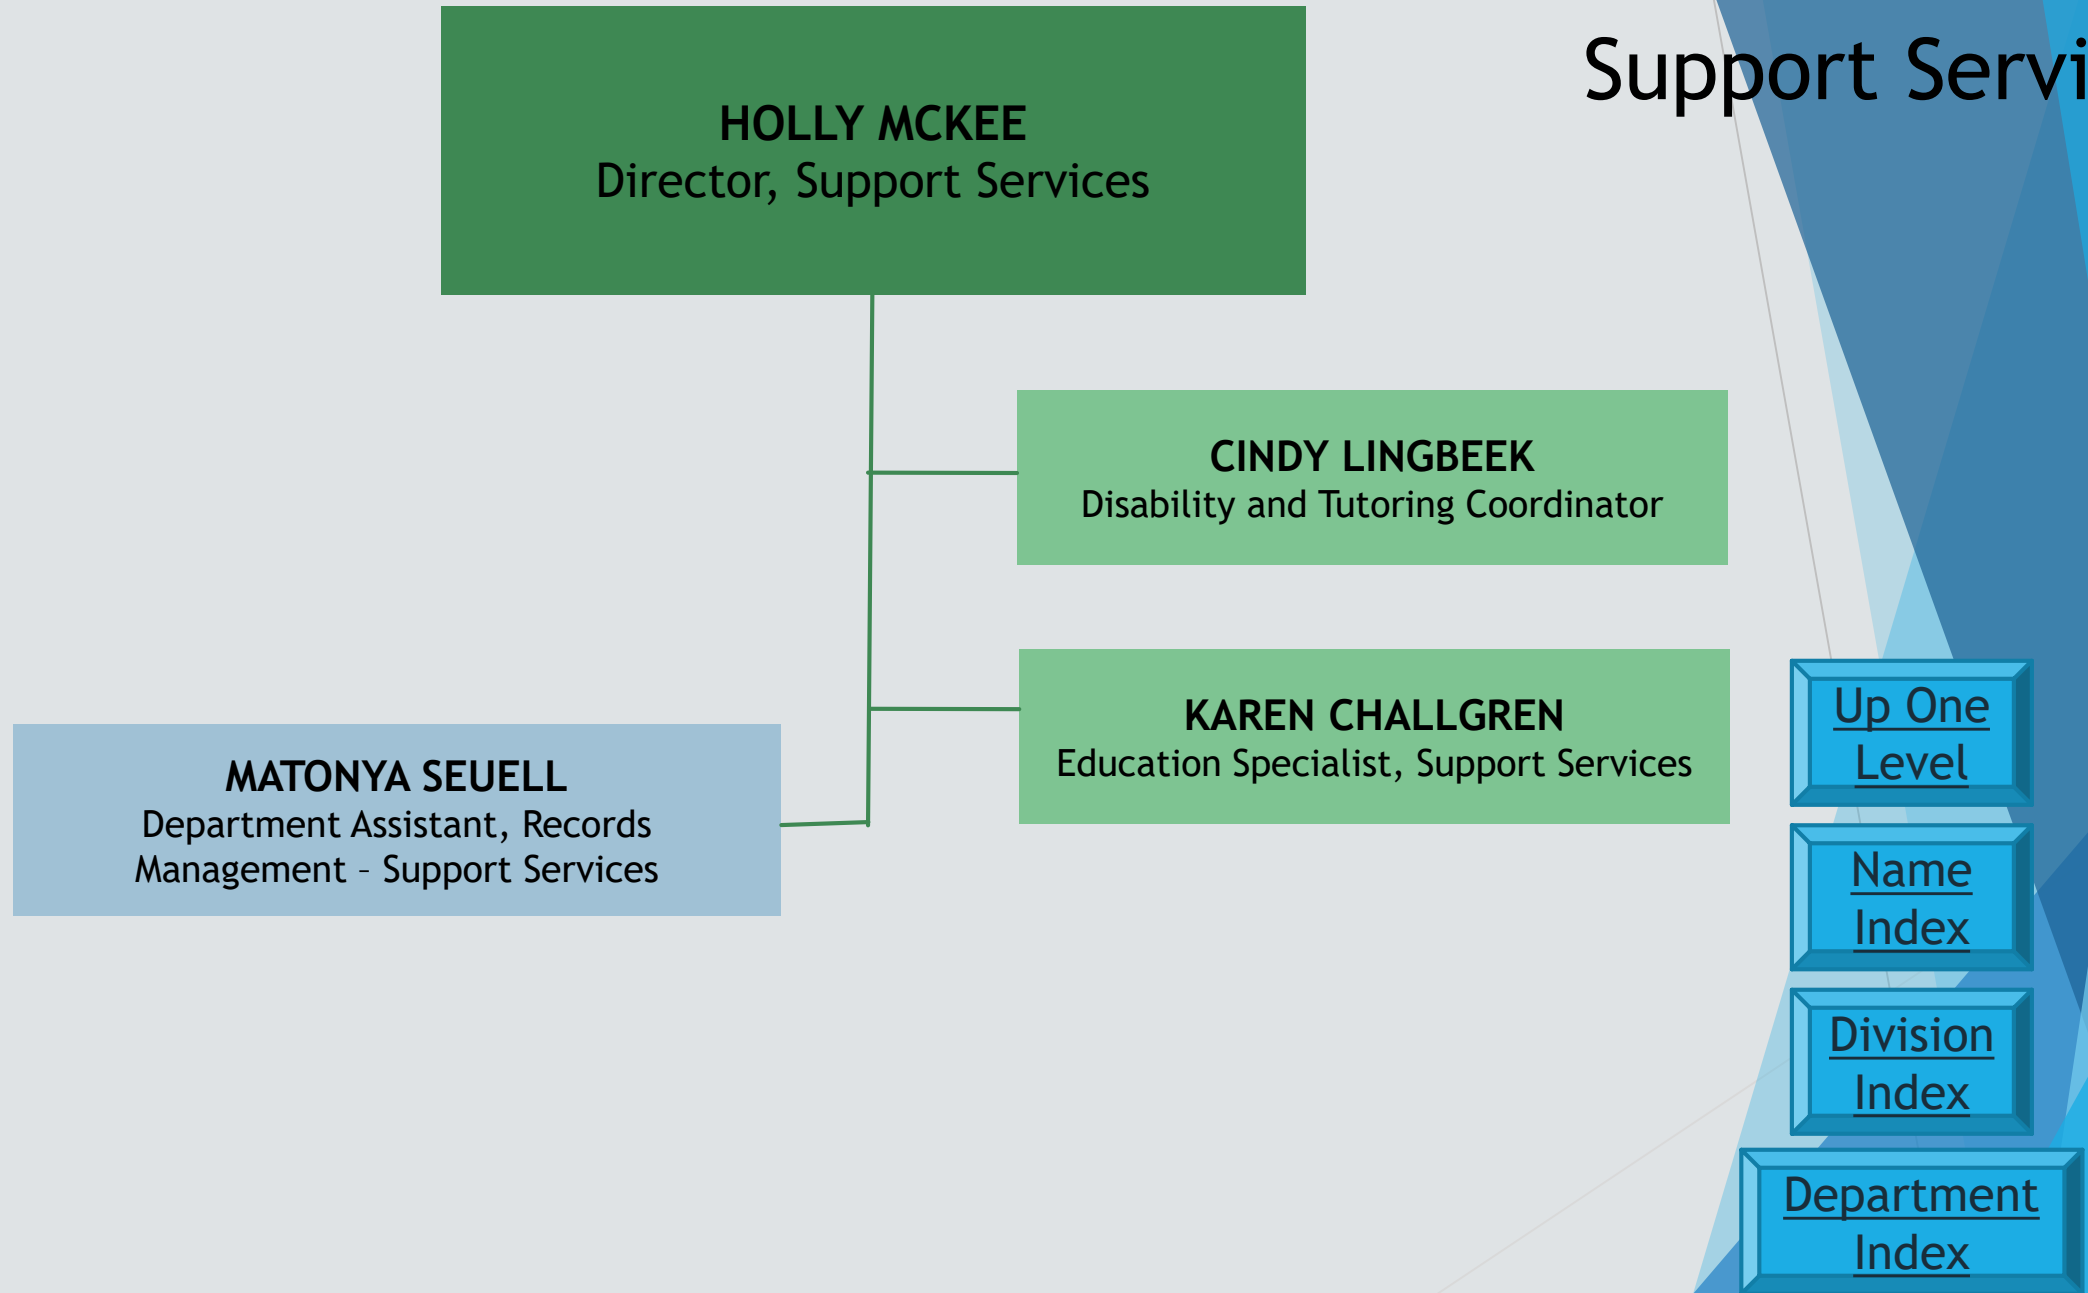 Support Servi
HOLLY MCKEE
Director, Support Services
CINDY LINGBEEK
Disability and Tutoring Coordinator
KAREN CHALLGREN
Education Specialist, Support Services
MATONYA SEUELL
Department Assistant, Records
Management – Support Services
Up One
Level
Name
Index
Division
Index
Department
Index